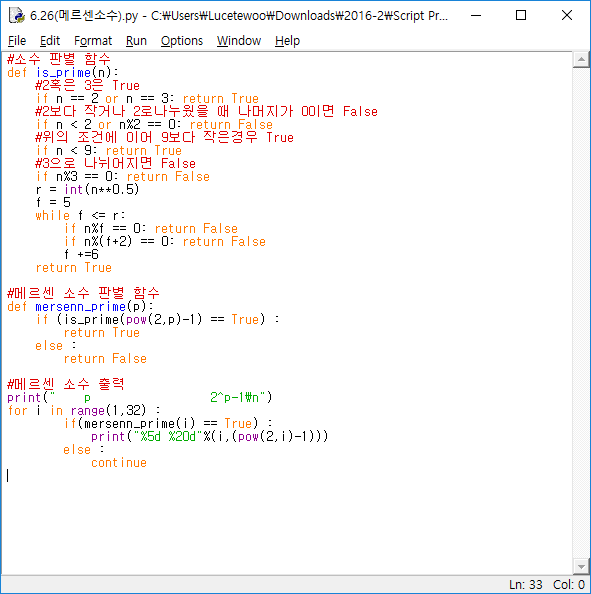 6.26(메르센소수).py - C:₩Users₩Lucetewoo₩Downloads₩2016-2₩Script Pr...
File Edit Format Run Options Window Help
#소수 판별 함수
def is_prime(n):
    #2혹은 3은 True
    if n == 2 or n == 3: return True
    #2보다 작거나 2로나눴을 때 나머지가 0이면 False
    if n < 2 or n%2 == 0: return False
    #위의 조건에 이어 9보다 작은경우 True
    if n < 9: return True
    #3으로 나뉘어지면 False
    if n%3 == 0: return False
    r = int(n**0.5)
    f = 5
    while f <= r:
        if n%f == 0: return False
        if n%(f+2) == 0: return False
        f +=6
    return True

#메르센 소수 판별 함수
def mersenn_prime(p):
    if (is_prime(pow(2,p)-1) == True) :
        return True
    else :
        return False

#메르센 소수 출력
print("    p                 2^p-1₩n")
for i in range(1,32) :
        if(mersenn_prime(i) == True) :
            print("%5d %20d"%(i,(pow(2,i)-1)))
        else :
            continue
Ln: 33 Col: 0